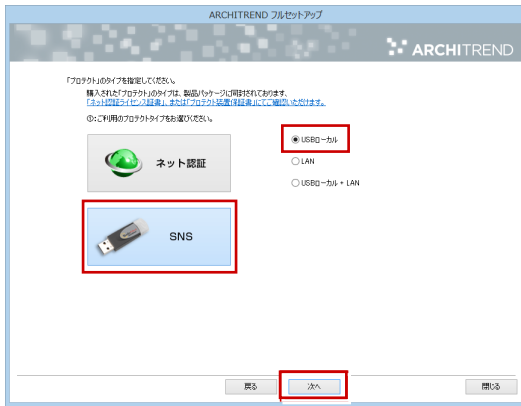 ARCHITREND フルセットアップ
ARCHITREND
「プロテクト」のタイプを指定してください。
購入された「プロテクト」のタイプは、製品パッケージに同封されております、
「ネット認証ライセンス証書」、または「プロテクト装置保証書」にてご確認いただけます。
①:ご利用のプロテクトタイプをお選びください。
ネット認証
SNS
USBローカル
LAN
USBローカル + LAN
戻る
次へ
閉じる